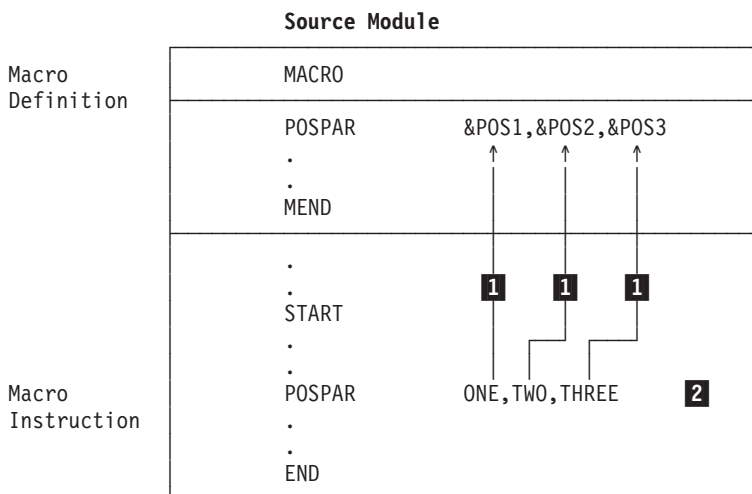 Source Module
Macro MACRO
Definition
POSPAR &POS1,&POS2,&POS3
.
.
MEND
.
.
1 1 1
START
.
.
Macro POSPAR ONE,TWO,THREE 2
Instruction .
.
END